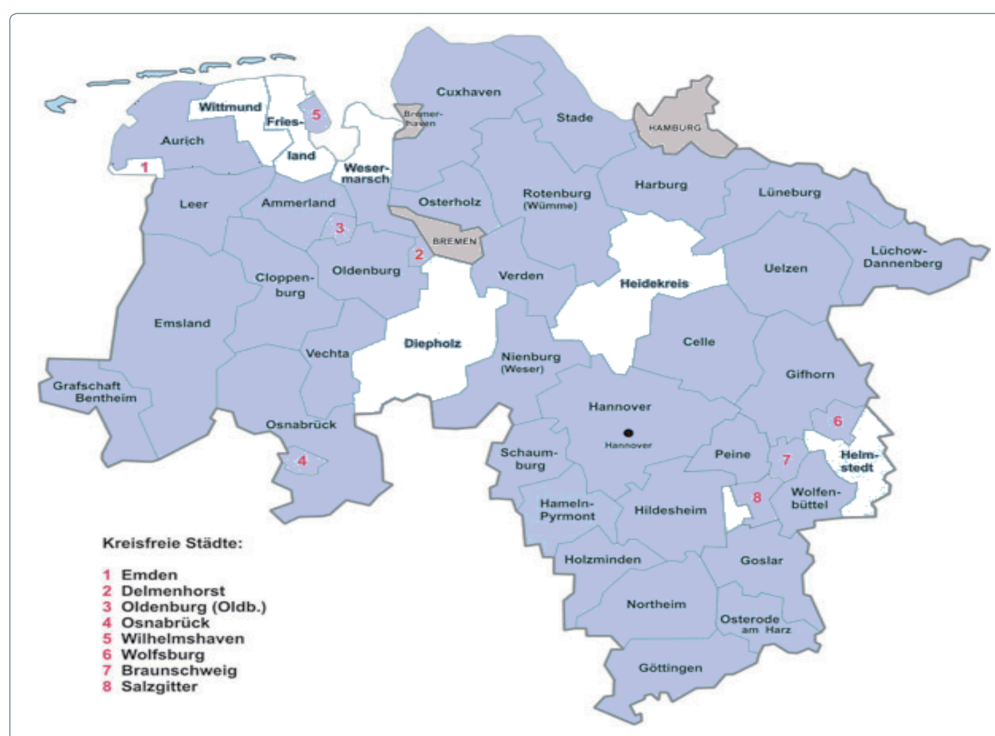 Cuxhaven
Wittmund
Bremer-
haven
5
Fries-
Stade
HAMBURG
Aurich
land
1
Weser-
marsch
Harburg
Lüneburg
Rotenburg
(Wümme)
Osterholz
Leer
Ammerland
3
BREMEN
2
Lüchow-
Dannenberg
Oldenburg
Uelzen
Verden
Cloppen-
burg
Heidekreis
Emsland
Diepholz
Celle
Vechta
Nienburg
(Weser)
Gifhorn
Grafschaft
Bentheim
Hannover
Osnabrück
6
Hannover
Schaum-
burg
Peine
Helm-
stedt
4
7
8
Wolfen-
büttel
Hameln-
Pyrmont
Hildesheim
Holzminden
Goslar
Northeim
Osterode
am Harz
Göttingen
Kreisfreie Städte:
1 Emden
2 Delmenhorst
3 Oldenburg (Oldb.)
4 Osnabrück
5 Wilhelmshaven
6 Wolfsburg
7 Braunschweig
8 Salzgitter